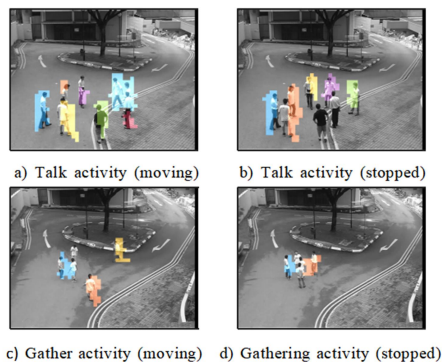 a) Talk activity (moving)
b) Talk activity (stopped)
c) Gather activity (moving)
d) Gathering activity (stopped)